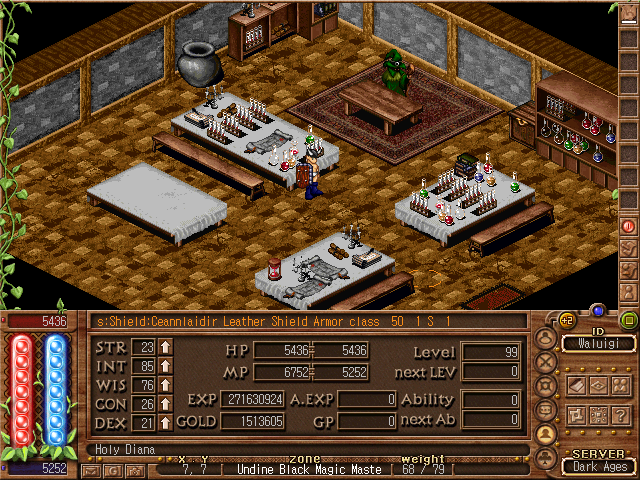 5436 s:Shield:Ceannlaidir Leather Shield Armor class 50 1 S 1
+2
ID
Waluigi
STR 23 HP 5436 5436 Level 99
INT 85 MP 6752 5252 next LEV 0
WIS 76
CON 26 EXP 271630924 A.EXP 0 Ability 0
DEX 21 GOLD 1513605 GP 0 next Ab 0
Holy Diana
x . Y zone weight
SERVER
5252 7, 7 [ Undine Black Magic Maste [ 68 / 79 [ Dark Ages